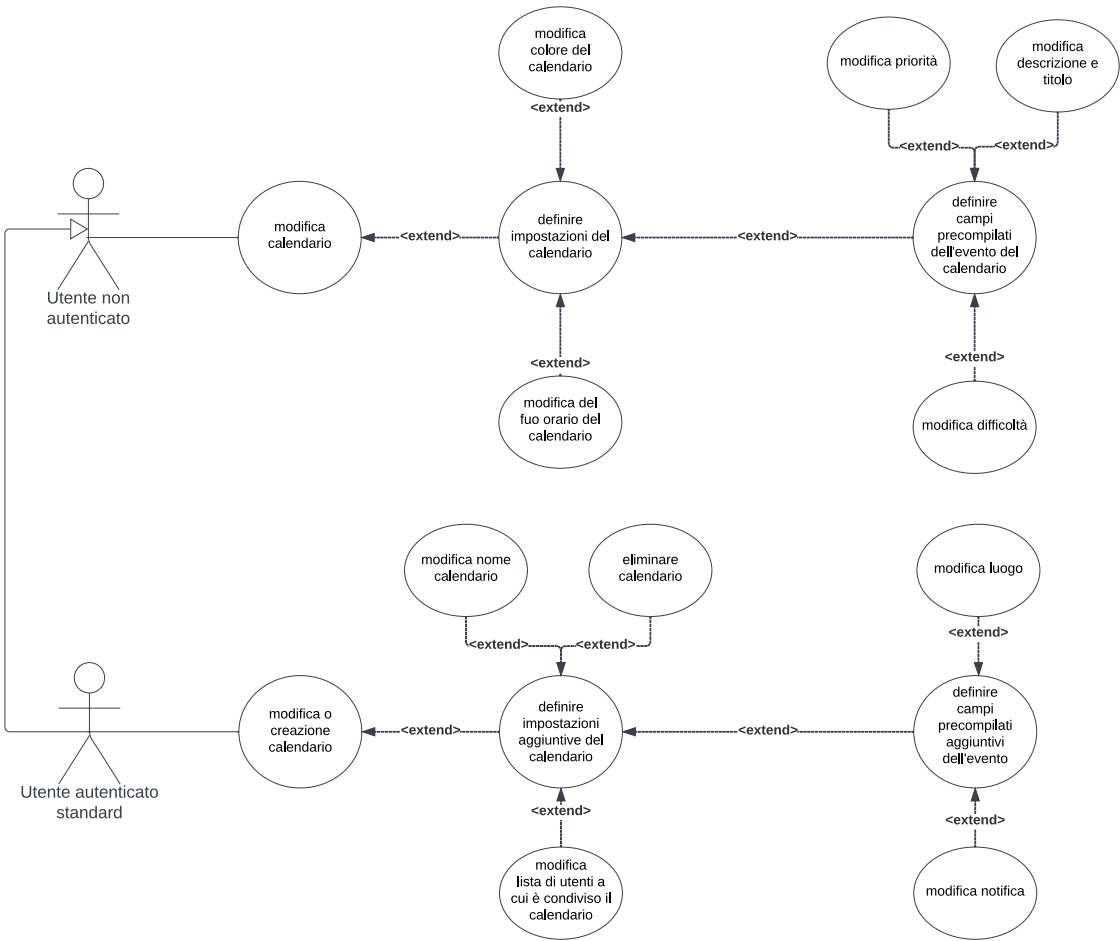 modifica
colore del
calendario
modifica priorità
modifica
descrizione e
titolo
<extend>
<extend>
<extend>
modifica
calendario
<extend>
definire
impostazioni del
calendario
<extend>
definire
campi
precompilati
dell'evento del
calendario
Utente non
autenticato
<extend>
<extend>
modifica del
fuo orario del
calendario
modifica difficoltà
modifica nome
calendario
eliminare
calendario
modifica luogo
<extend>
<extend>
<extend>
modifica o
creazione
calendario
<extend>
definire
impostazioni
aggiuntive del
calendario
<extend>
definire
campi
precompilati
aggiuntivi
dell'evento
Utente autenticato
standard
<extend>
<extend>
modifica
lista di utenti a
cui è condiviso il
calendario
modifica notifica